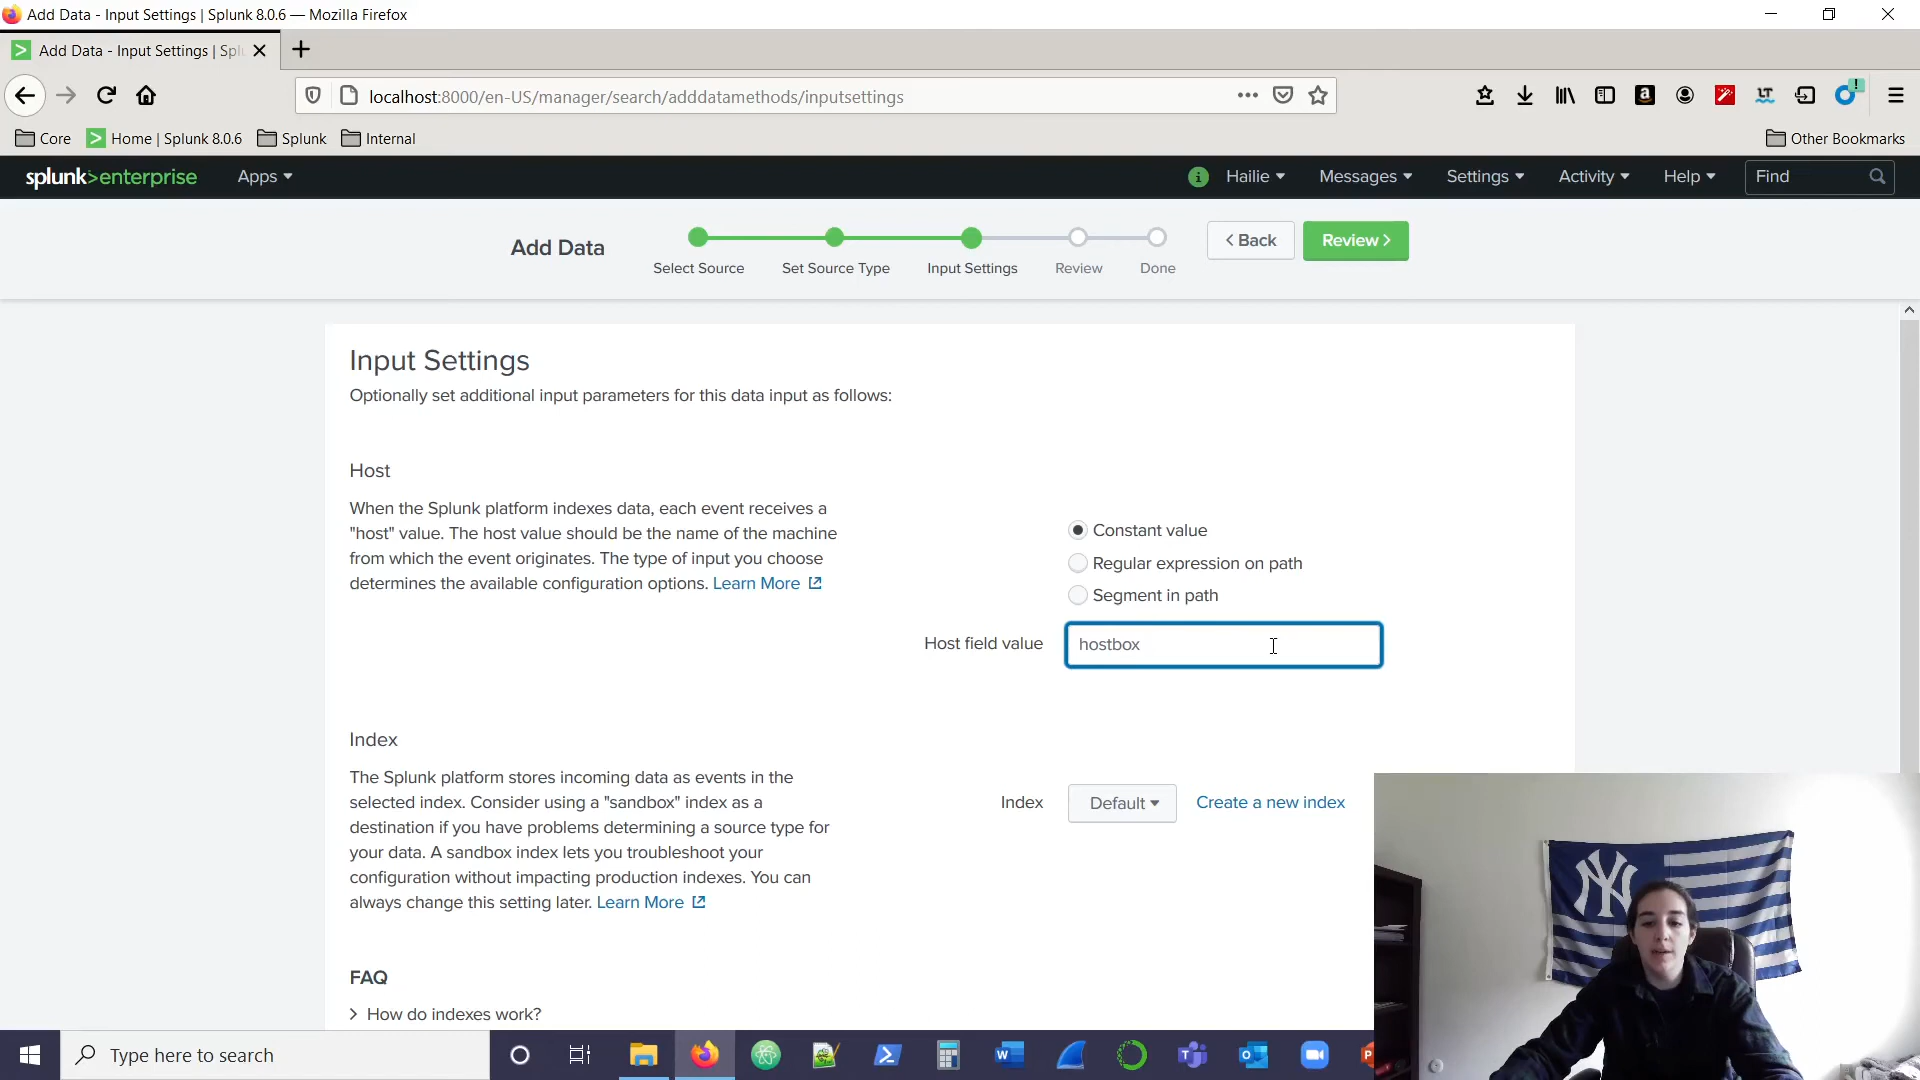 Add Data - Input Settings | Splunk 8.0.6 — Mozilla Firefox
Add Data - Input Settings | Spl
localhost:8000/en-US/manager/search/adddatamethods/inputsettings
Core
Home | Splunk 8.0.6
Splunk
Internal
Other Bookmarks
splunk>enterprise
Apps
Hailie
Messages
Settings
Activity
Help
Find
Add Data
Select Source
Set Source Type
Input Settings
Review
Done
< Back
Review >
Input Settings
Optionally set additional input parameters for this data input as follows:
Host
When the Splunk platform indexes data, each event receives a
"host" value. The host value should be the name of the machine
from which the event originates. The type of input you choose
determines the available configuration options. Learn More
Constant value
Regular expression on path
Segment in path
Host field value
hostbox
Index
The Splunk platform stores incoming data as events in the
selected index. Consider using a "sandbox" index as a
destination if you have problems determining a source type for
your data. A sandbox index lets you troubleshoot your
configuration without impacting production indexes. You can
always change this setting later. Learn More
Index
Default
Create a new index
FAQ
> How do indexes work?
NY
Type here to search